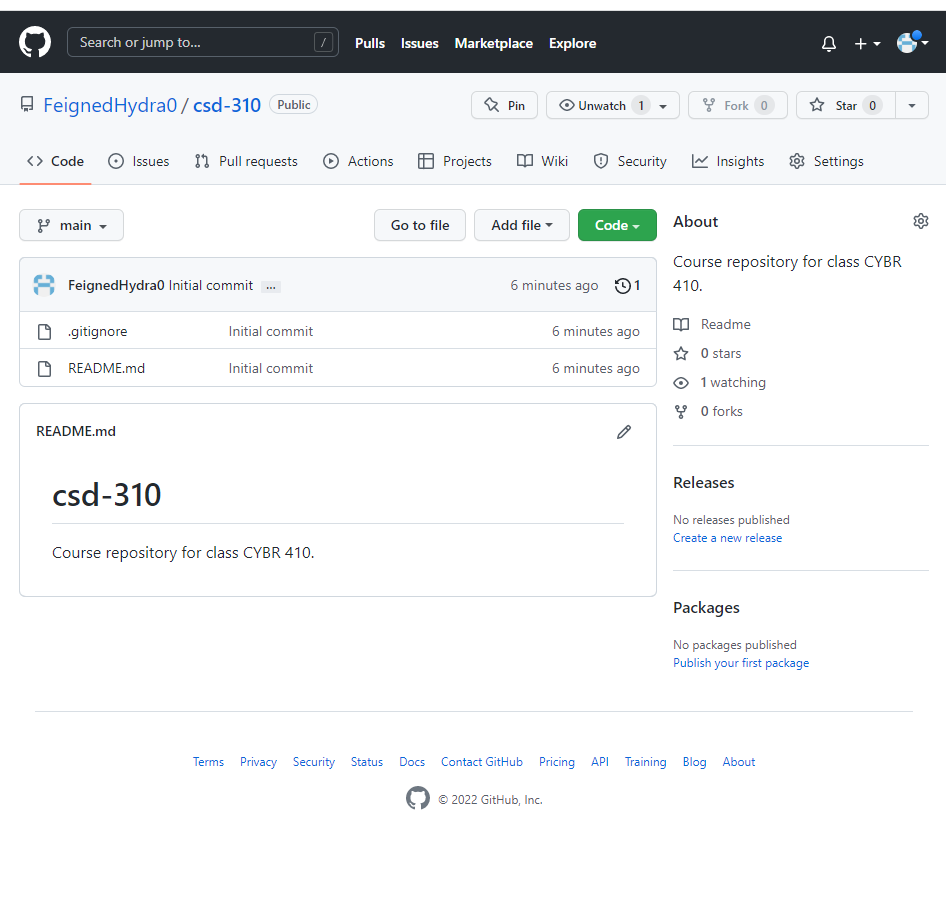 Search or jump to... / Pulls Issues Marketplace Explore
FeignedHydra0 / csd-310 Public Pin Unwatch 1 Fork 0 Star 0
Code Issues Pull requests Actions Projects Wiki Security Insights Settings
main Go to file Add file Code
FeignedHydra0 Initial commit ... 6 minutes ago 1
.gitignore Initial commit 6 minutes ago
README.md Initial commit 6 minutes ago
README.md
csd-310
Course repository for class CYBR 410.
About
Course repository for class CYBR
410.
Readme
0 stars
1 watching
0 forks
Releases
No releases published
Create a new release
Packages
No packages published
Publish your first package
Terms Privacy Security Status Docs Contact GitHub Pricing API Training Blog About
© 2022 GitHub, Inc.